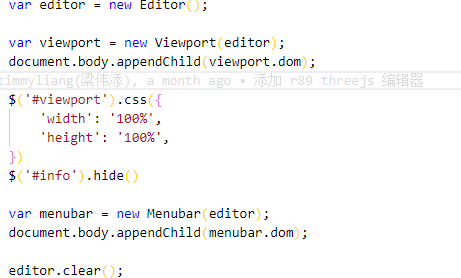 var editor = new Editor();
var viewport = new Viewport(editor);
document.body.appendChild(viewport.dom);
timmyliang(梁伟添), a month ago • 添加 r89 threejs 编辑器
$('#viewport').css({
    'width': '100%',
    'height': '100%',
})
$('#info').hide()
var menubar = new Menubar(editor);
document.body.appendChild(menubar.dom);
editor.clear();